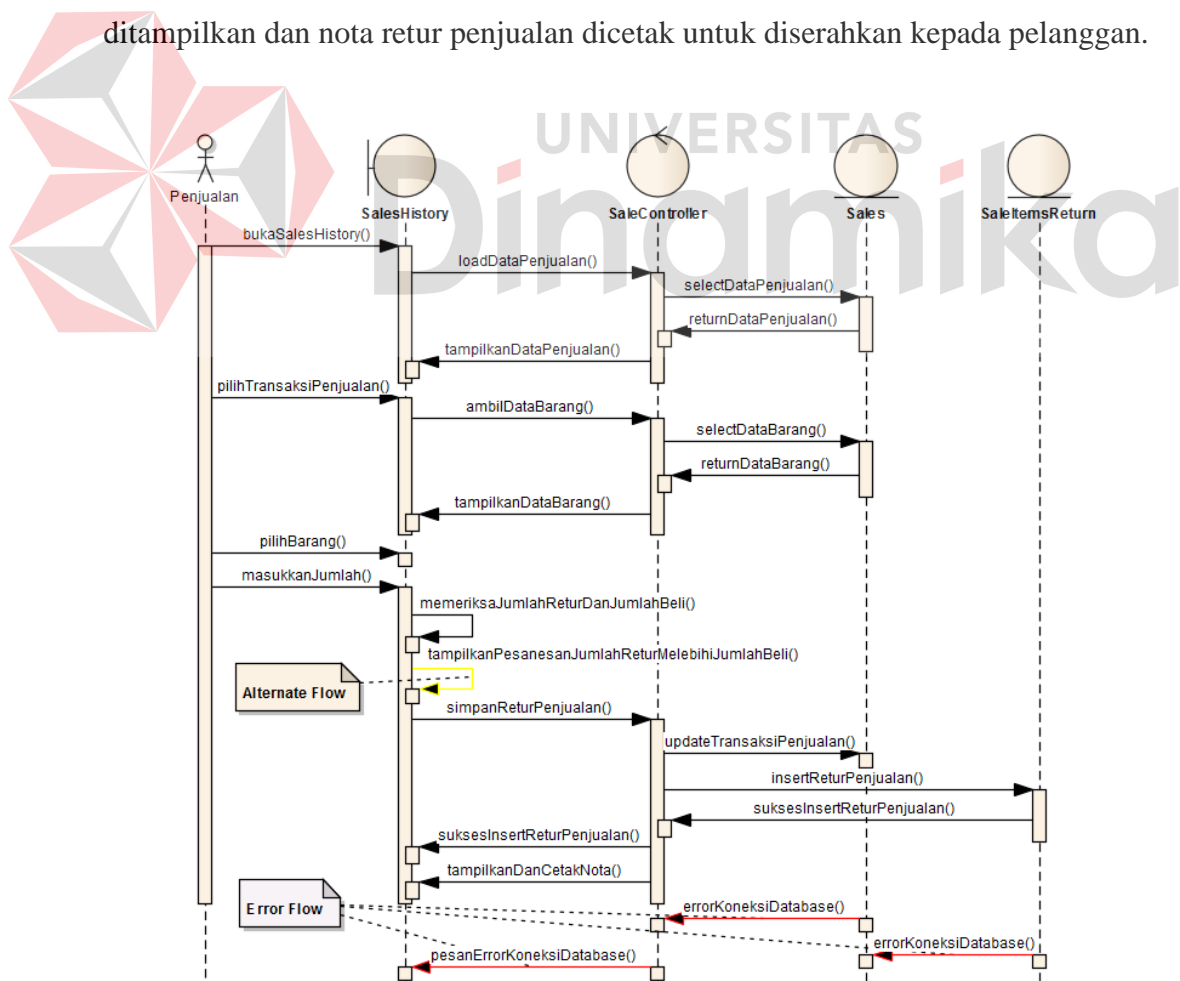 ditampilkan dan nota retur penjualan dicetak untuk diserahkan kepada pelanggan.
UNIVERSITAS
Dinamika
Penjualan
SalesHistory
SaleController
Sales
SaleItemsReturn
bukaSalesHistory()
loadDataPenjualan()
selectDataPenjualan()
returnDataPenjualan()
tampilkanDataPenjualan()
pilihTransaksiPenjualan()
ambilDataBarang()
selectDataBarang()
returnDataBarang()
tampilkanDataBarang()
pilihBarang()
masukkanJumlah()
memeriksaJumlahReturDanJumlahBeli()
tampilkanPesanesanJumlahReturMelebihiJumlahBeli()
Alternate Flow
simpanReturPenjualan()
updateTransaksiPenjualan()
insertReturPenjualan()
suksesInsertReturPenjualan()
suksesInsertReturPenjualan()
tampilkanDanCetakNota()
Error Flow
errorKoneksiDatabase()
errorKoneksiDatabase()
pesanErrorKoneksiDatabase()